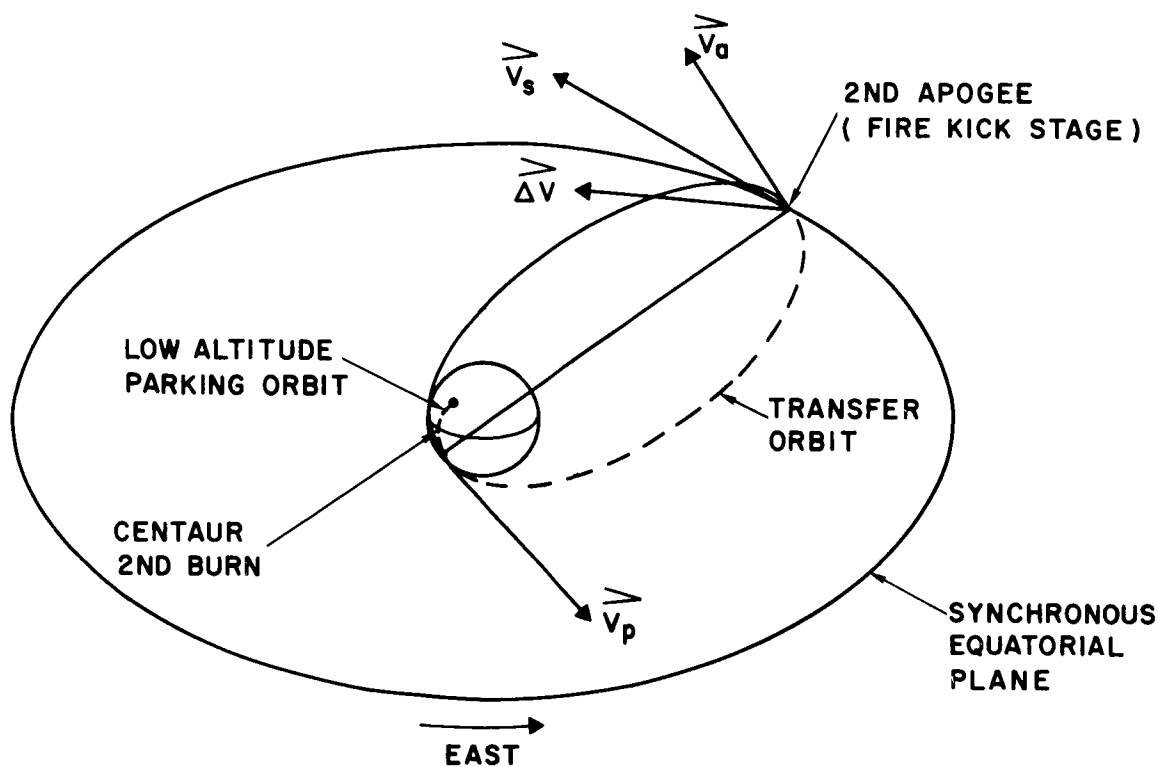 V_a
V_s
2ND APOGEE
( FIRE KICK STAGE )
ΔV
LOW ALTITUDE
PARKING ORBIT
TRANSFER
ORBIT
CENTAUR
2ND BURN
V_p
SYNCHRONOUS
EQUATORIAL
PLANE
EAST